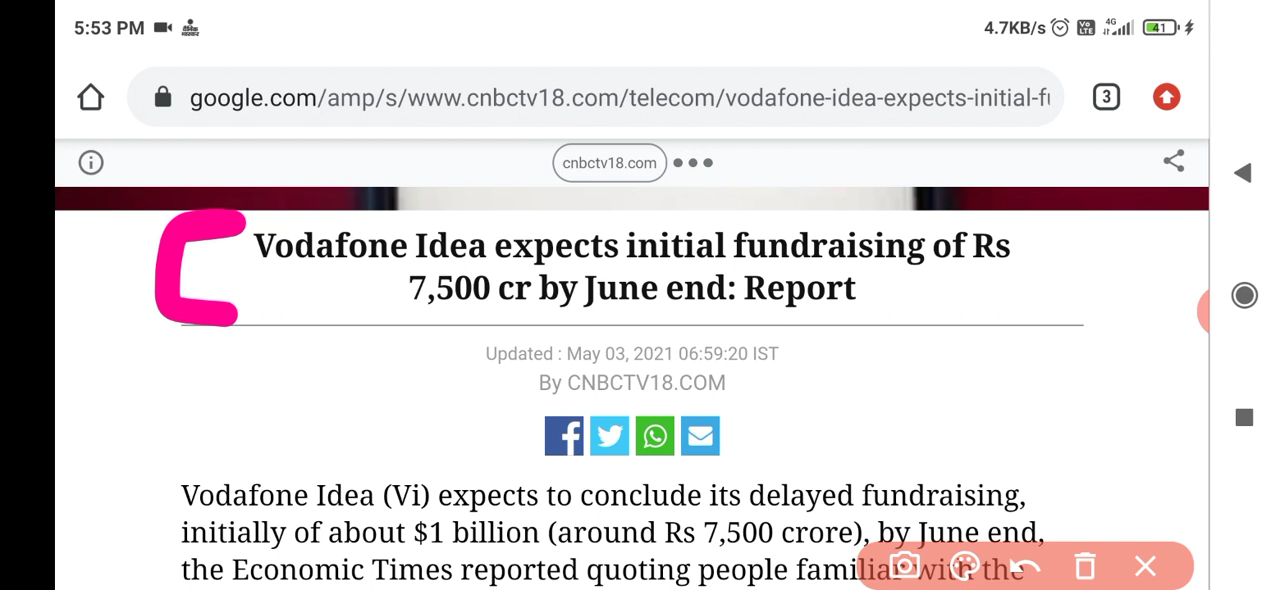 5:53 PM
4.7KB/s
4G
41
google.com/amp/s/www.cnbctv18.com/telecom/vodafone-idea-expects-initial-f
3
cnbctv18.com
Vodafone Idea expects initial fundraising of Rs
7,500 cr by June end: Report
Updated : May 03, 2021 06:59:20 IST
By CNBCTV18.COM
Vodafone Idea (Vi) expects to conclude its delayed fundraising,
initially of about $1 billion (around Rs 7,500 crore), by June end,
the Economic Times reported quoting people familiar with the